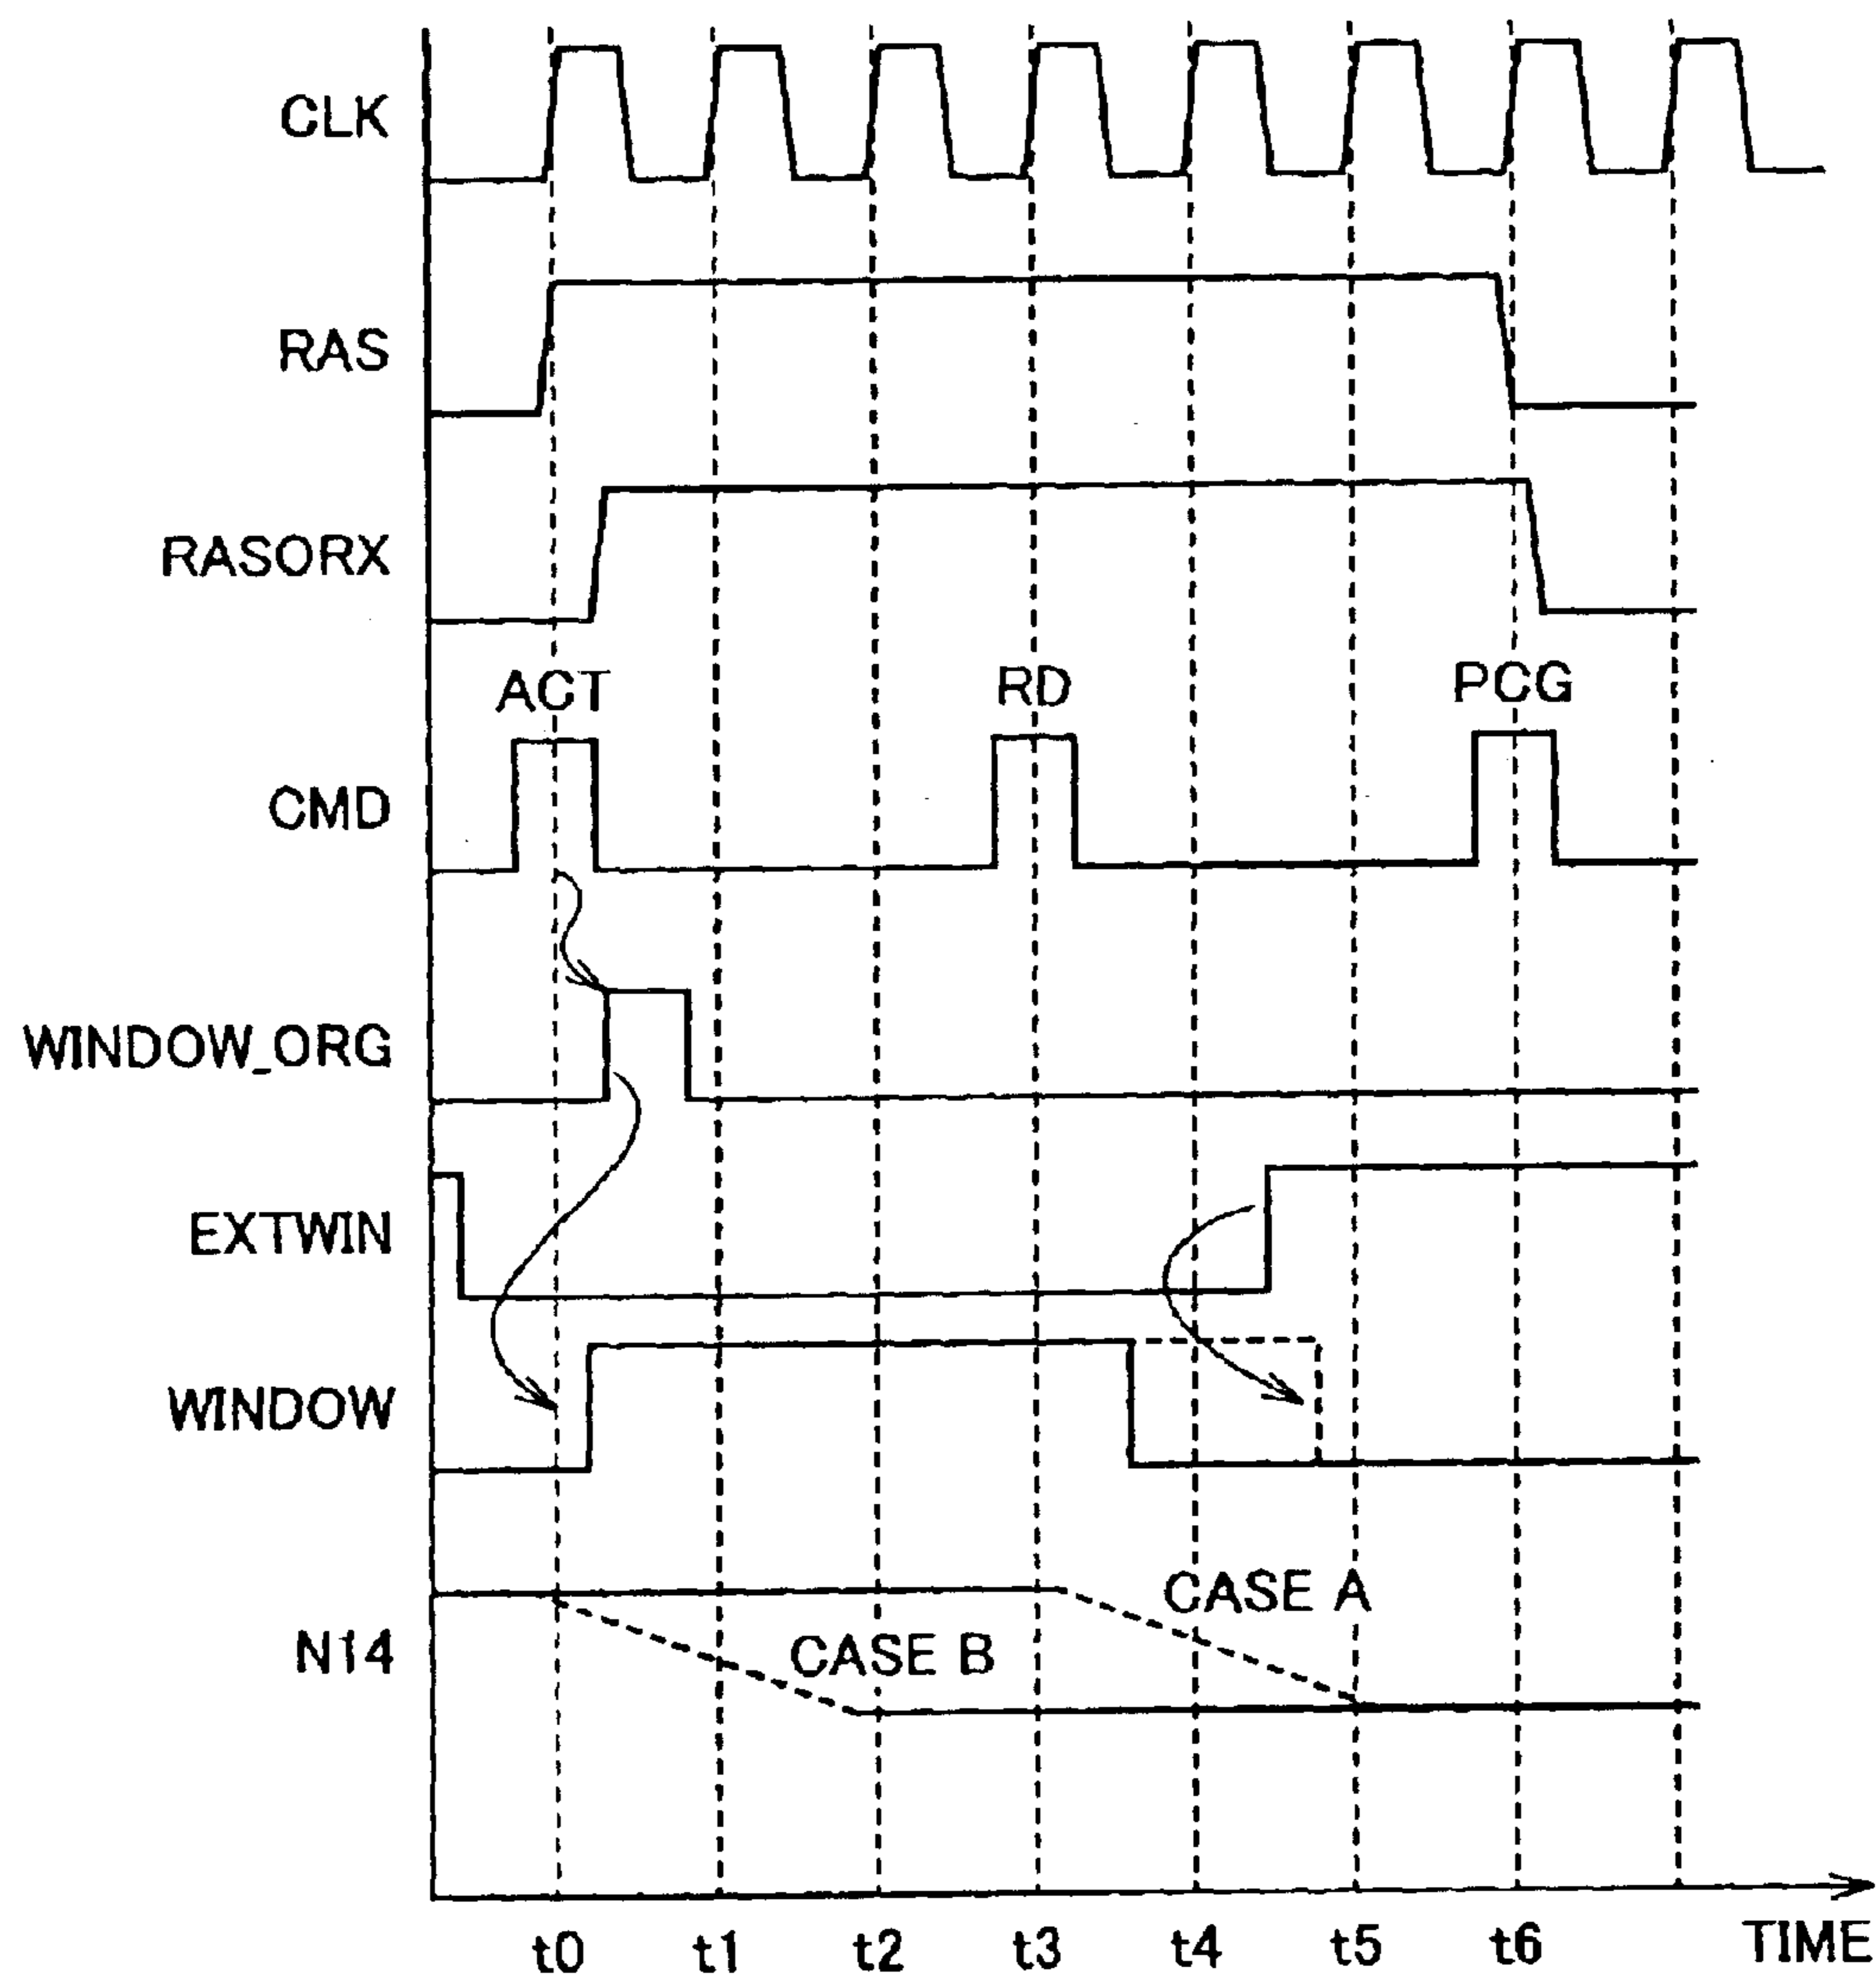 CLK
RAS
RASORX
ACT RD PCG
CMD
WINDOW_ORG
EXTWIN
WINDOW
CASE A
N14 CASE B
t0 t1 t2 t3 t4 t5 t6 TIME